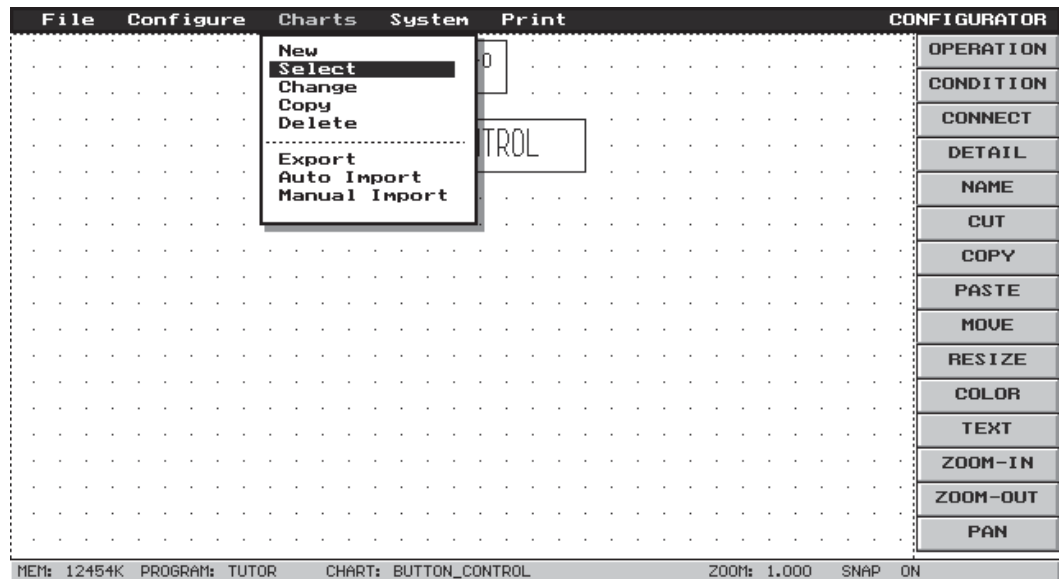 File Configure Charts System Print CONFIGURATOR
New
Select
Change
Copy
Delete
Export
Auto Import
Manual Import
0
TROL
OPERATION
CONDITION
CONNECT
DETAIL
NAME
CUT
COPY
PASTE
MOVE
RESIZE
COLOR
TEXT
ZOOM-IN
ZOOM-OUT
PAN
MEM: 12454K PROGRAM: TUTOR CHART: BUTTON_CONTROL ZOOM: 1.000 SNAP ON